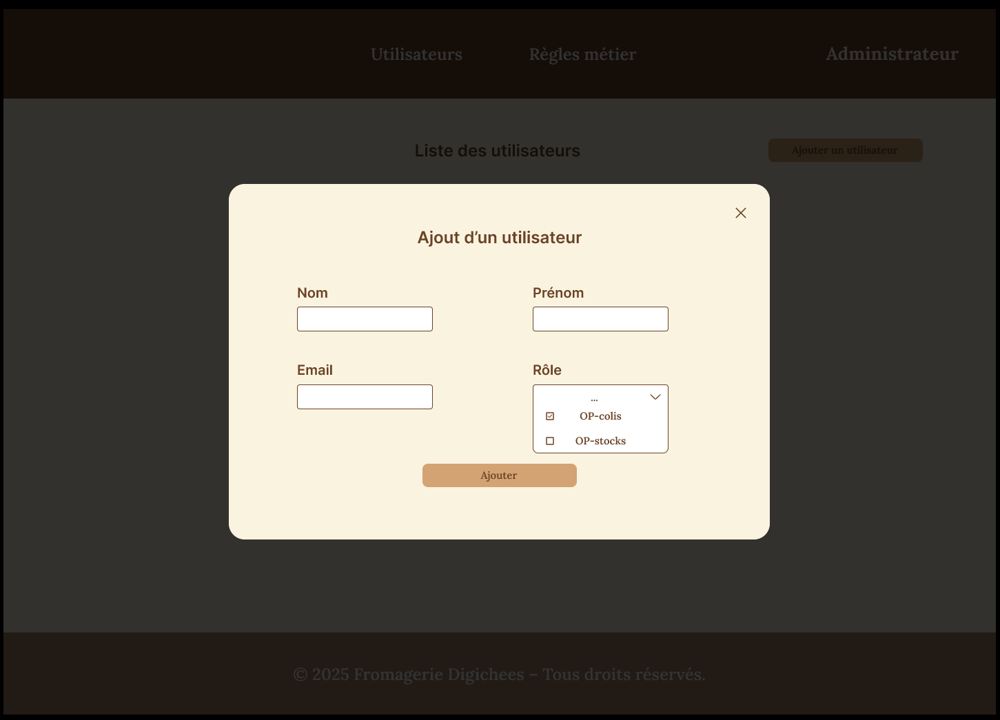 Utilisateurs
Règles métier
Administrateur
Liste des utilisateurs
Ajouter un utilisateur
Ajout d’un utilisateur
Nom
Prénom
Email
Rôle
...
OP-colis
OP-stocks
Ajouter
© 2025 Fromagerie Digichees – Tous droits réservés.